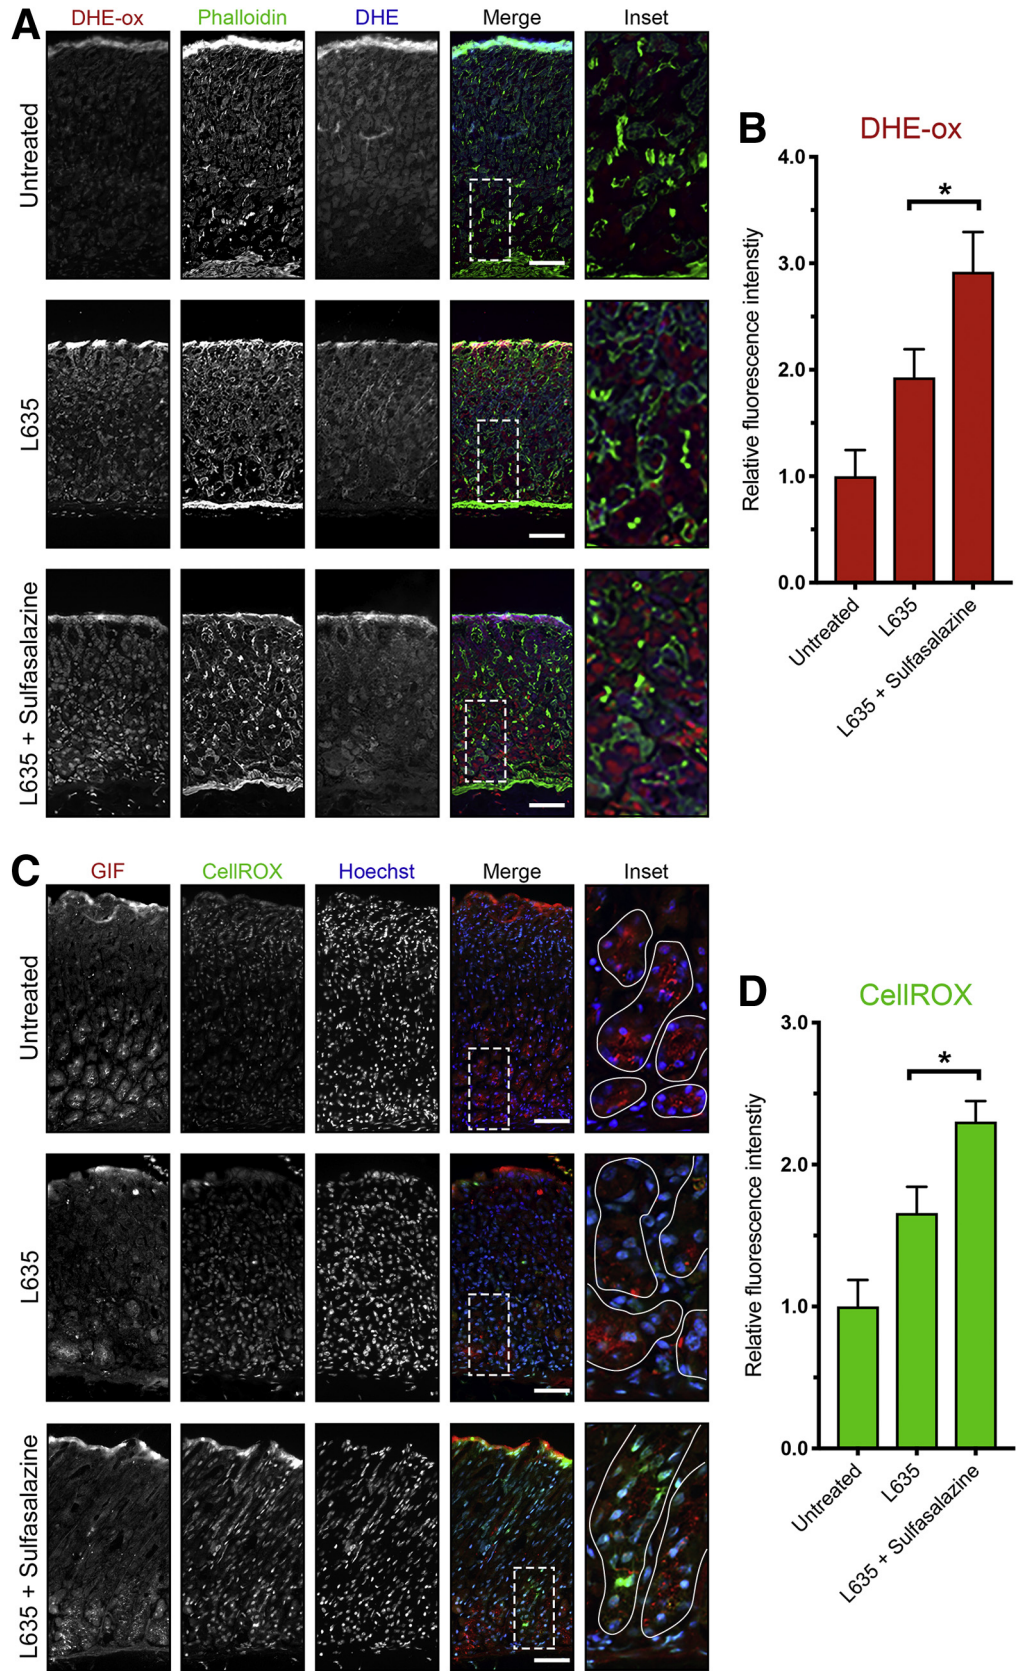 A
DHE-ox Phalloidin DHE Merge Inset
Untreated
L635
L635 + Sulfasalazine
B
DHE-ox
Relative fluorescence intenstiy
4.0
3.0
2.0
1.0
0.0
Untreated
L635
L635 + Sulfasalazine
*
C
GIF CellROX Hoechst Merge Inset
Untreated
L635
L635 + Sulfasalazine
D
CellROX
Relative fluorescence intenstiy
3.0
2.0
1.0
0.0
Untreated
L635
L635 + Sulfasalazine
*